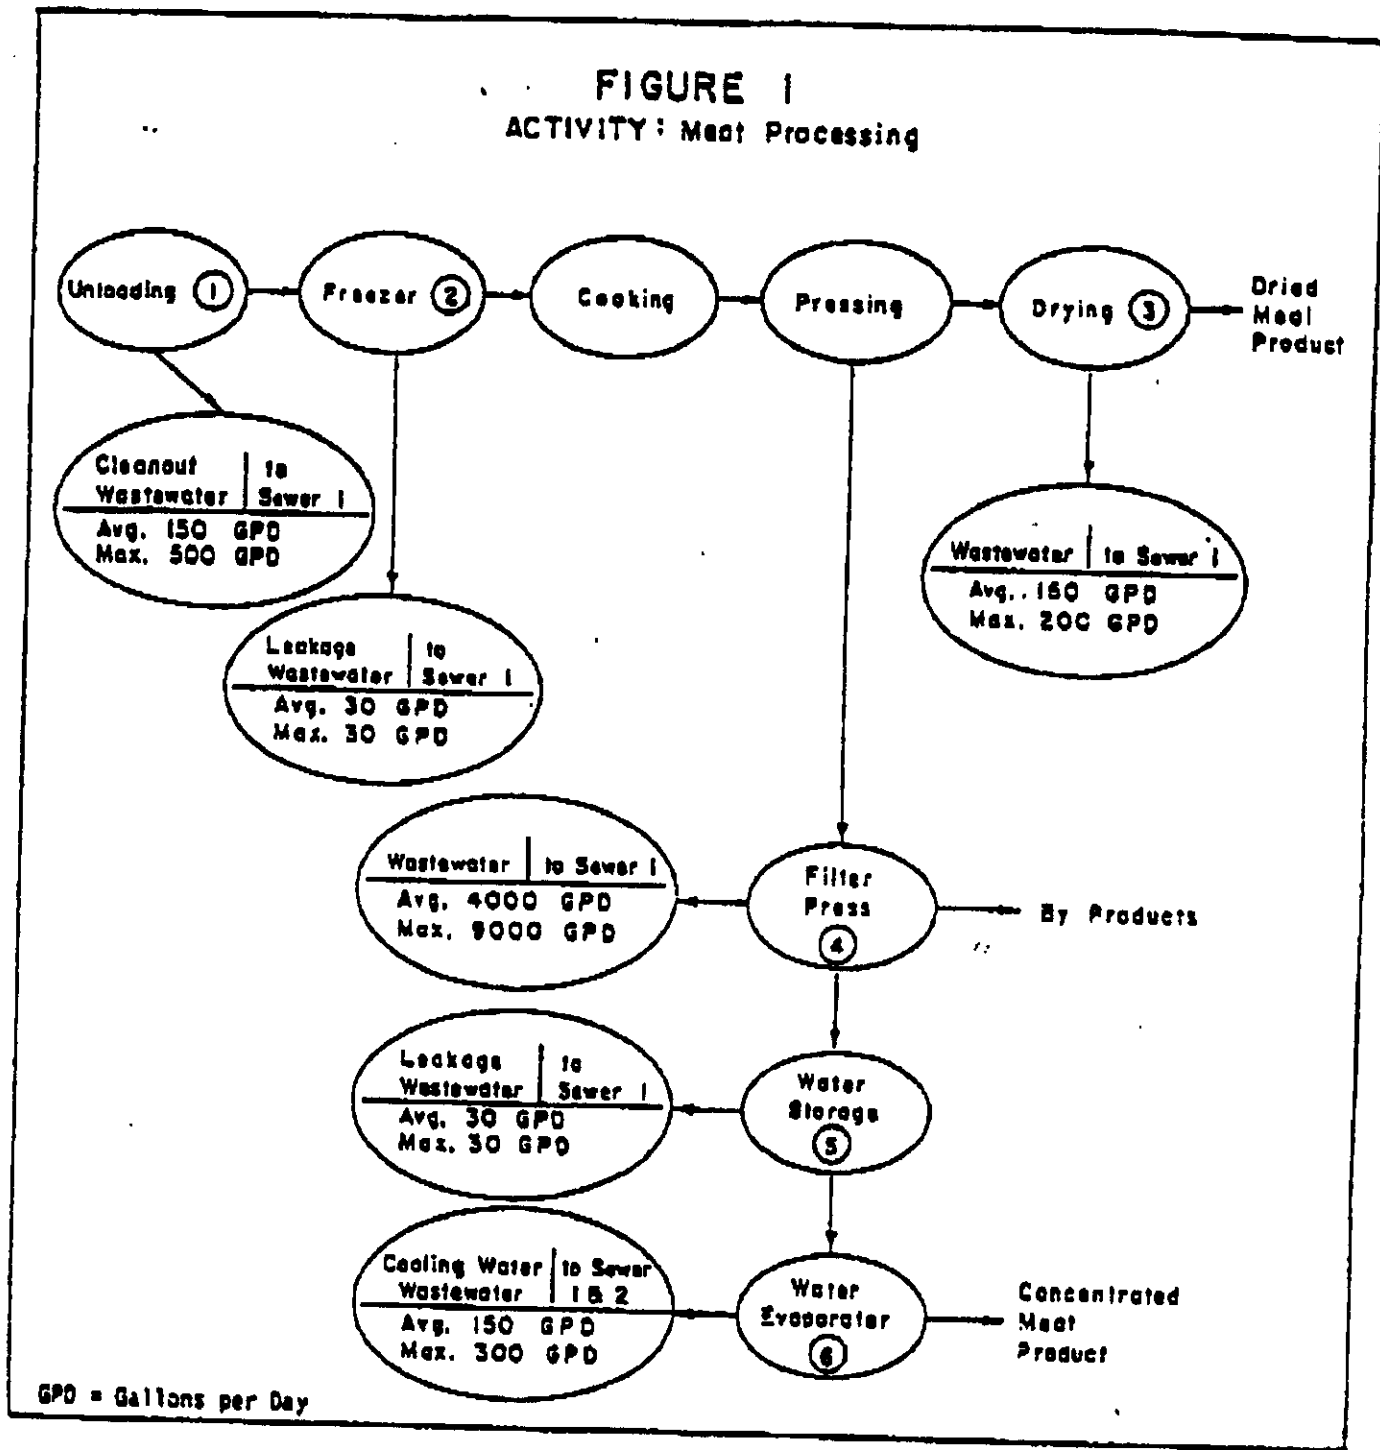 FIGURE 1
ACTIVITY: Meat Processing
Unloading 1
Freezer 2
Cooking
Pressing
Drying 3
Dried
Meal
Product
Cleanout
Wastewater
to
Sewer 1
Avg. 150 GPD
Max. 500 GPD
Leakage
Wastewater
to
Sewer 1
Avg. 30 GPD
Max. 30 GPD
Wastewater
to Sewer 1
Avg. 150 GPD
Max. 200 GPD
Wastewater
to Sewer 1
Avg. 4000 GPD
Max. 9000 GPD
Filter
Press
4
By Products
Leakage
Wastewater
to
Sewer 1
Avg. 30 GPD
Max. 30 GPD
Water
Storage
5
Cooling Water
Wastewater
to Sewer
1 & 2
Avg. 150 GPD
Max. 300 GPD
Water
Evaporater
6
Concentrated
Meat
Product
GPD = Gallons per Day